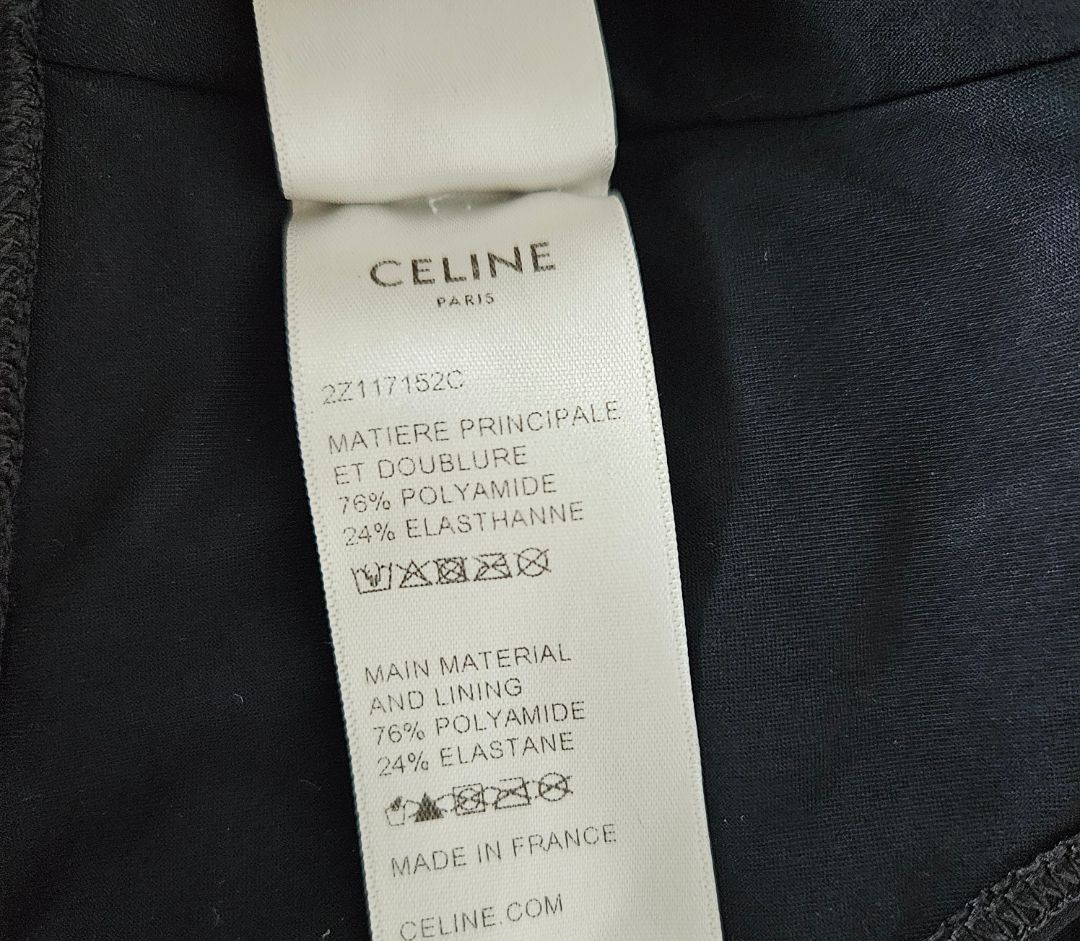 CELINE
PARIS
2Z117152C
MATIERE PRINCIPALE
ET DOUBLURE
76% POLYAMIDE
24% ELASTHANNE
MAIN MATERIAL
AND LINING
76% POLYAMIDE
24% ELASTANE
MADE IN FRANCE
CELINE.COM